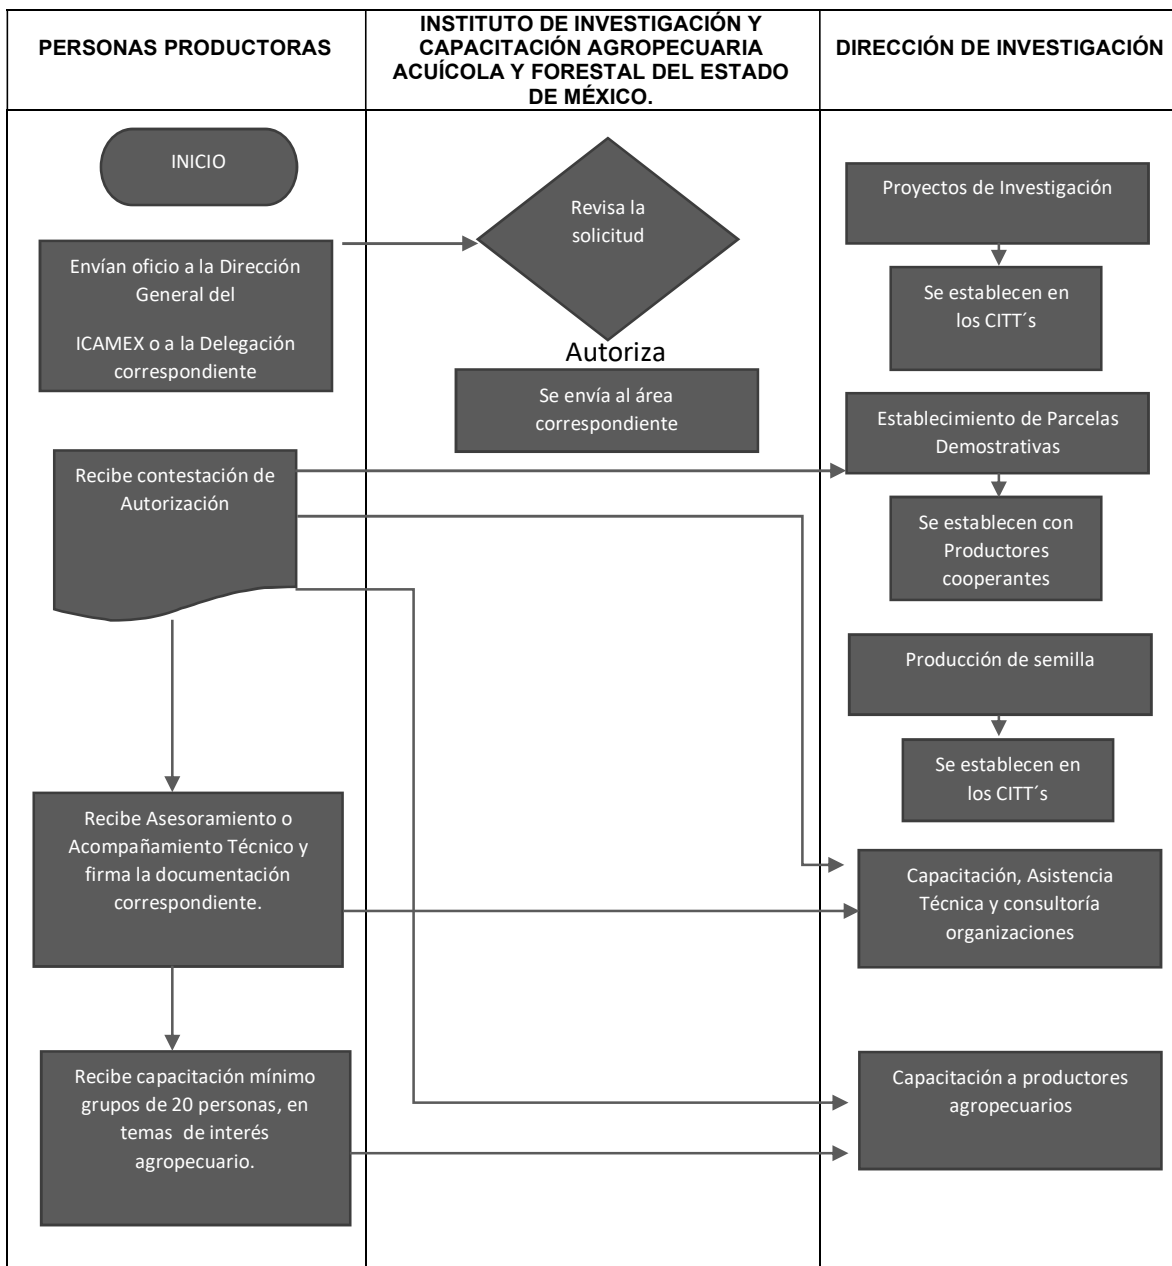 PERSONAS PRODUCTORAS
INSTITUTO DE INVESTIGACIÓN Y
CAPACITACIÓN AGROPECUARIA
ACUÍCOLA Y FORESTAL DEL ESTADO
DE MÉXICO.
DIRECCIÓN DE INVESTIGACIÓN
INICIO
Envían oficio a la Dirección
General del
ICAMEX o a la Delegación
correspondiente
Recibe contestación de
Autorización
Recibe Asesoramiento o
Acompañamiento Técnico y
firma la documentación
correspondiente.
Recibe capacitación mínimo
grupos de 20 personas, en
temas de interés
agropecuario.
Revisa la
solicitud
Autoriza
Se envía al área
correspondiente
Proyectos de Investigación
Se establecen en
los CITT´s
Establecimiento de Parcelas
Demostrativas
Se establecen con
Productores
cooperantes
Producción de semilla
Se establecen en
los CITT´s
Capacitación, Asistencia
Técnica y consultoría
organizaciones
Capacitación a productores
agropecuarios